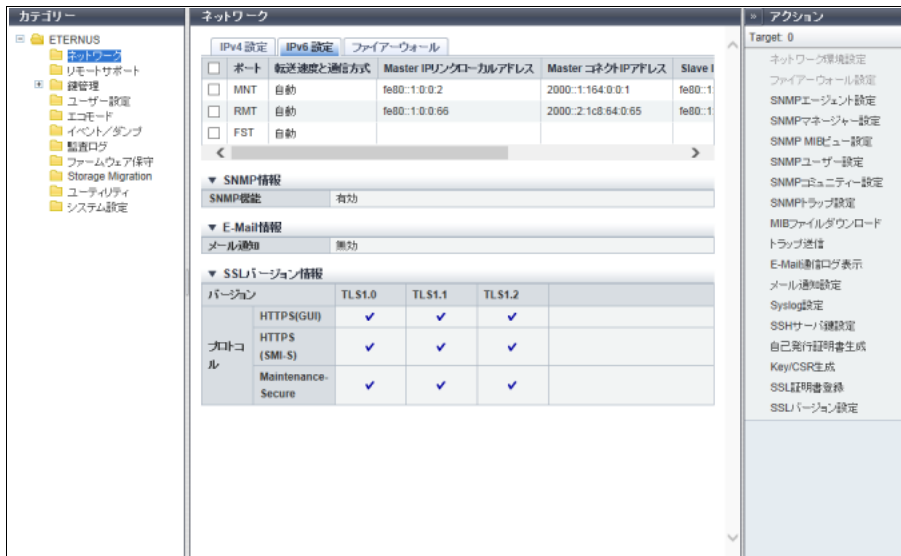 カテゴリー
ETERNUS
ネットワーク
リモートサポート
鍵管理
ユーザー設定
エコモード
イベント/ダンプ
監査ログ
ファームウェア保守
Storage Migration
ユーティリティ
システム設定
ネットワーク
IPv4 設定 IPv6 設定 ファイアーウォール
ポート 転送速度と通信方式 Master IPリンクローカルアドレス Master コネクトIPアドレス Slave I
MNT 自動 fe80::1:0:0:2 2000::1:164:0:0:1 fe80::1
RMT 自動 fe80::1:0:0:66 2000::2:1c8:64:0:65 fe80::1
FST 自動
▼ SNMP情報
SNMP機能 有効
▼ E-Mail情報
メール通知 無効
▼ SSLバージョン情報
バージョン TLS1.0 TLS1.1 TLS1.2
プロトコル
HTTPS(GUI) ✔ ✔ ✔
HTTPS (SMI-S) ✔ ✔ ✔
Maintenance-Secure ✔ ✔ ✔
» アクション
Target: 0
ネットワーク環境設定
ファイアーウォール設定
SNMPエージェント設定
SNMPマネージャー設定
SNMP MIBビュー設定
SNMPユーザー設定
SNMPコミュニティー設定
SNMPトラップ設定
MIBファイルダウンロード
トラップ送信
E-Mail通信ログ表示
メール通知設定
Syslog設定
SSHサーバ鍵設定
自己発行証明書生成
Key/CSR生成
SSL証明書登録
SSLバージョン設定